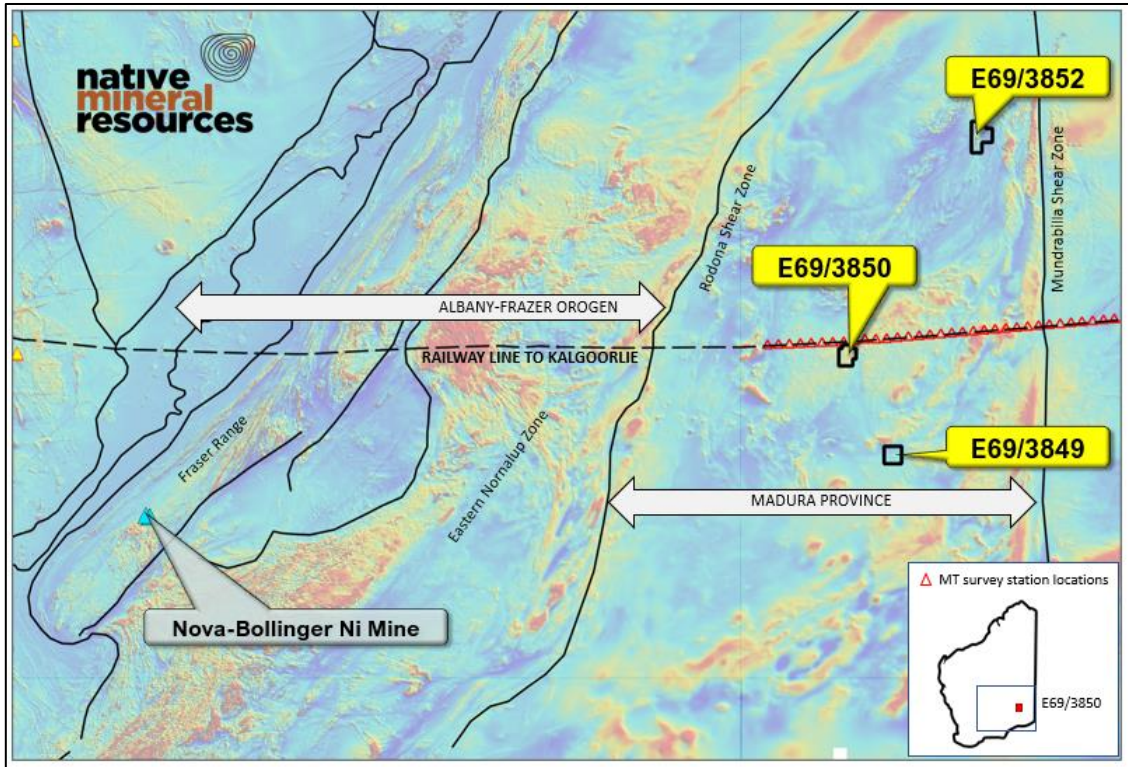 native
mineral
resources
E69/3852
Mundrabilla Shear Zone
Rodona Shear Zone
E69/3850
ALBANY-FRAZER OROGEN
RAILWAY LINE TO KALGOORLIE
Fraser Range
Eastern Nornalup Zone
E69/3849
MADURA PROVINCE
Nova-Bollinger Ni Mine
MT survey station locations
E69/3850